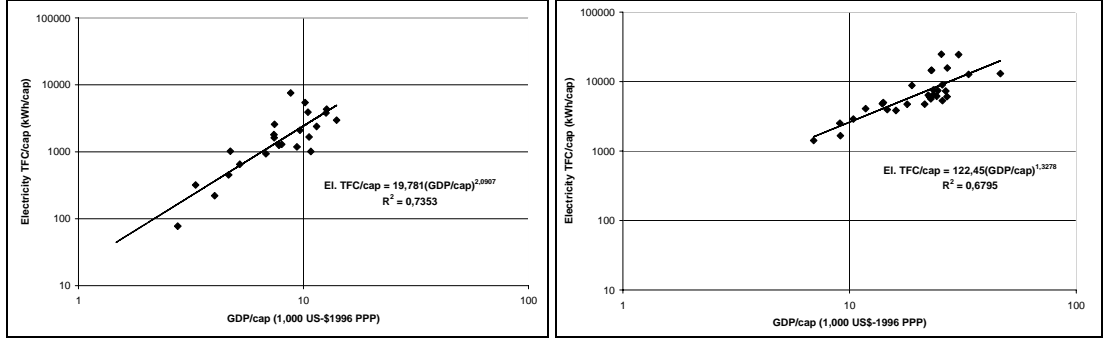 100000
10000
1000
100
10
1
10
100
Electricity TFC/cap (kWh/cap)
GDP/cap (1,000 US-$1996 PPP)
El. TFC/cap = 19,781(GDP/cap)2,0907
R2 = 0,7353
100000
10000
1000
100
10
1
10
100
Electricity TFC/cap (kWh/cap)
GDP/cap (1,000 US$-1996 PPP)
El. TFC/cap = 122,45(GDP/cap)1,3278
R2 = 0,6795